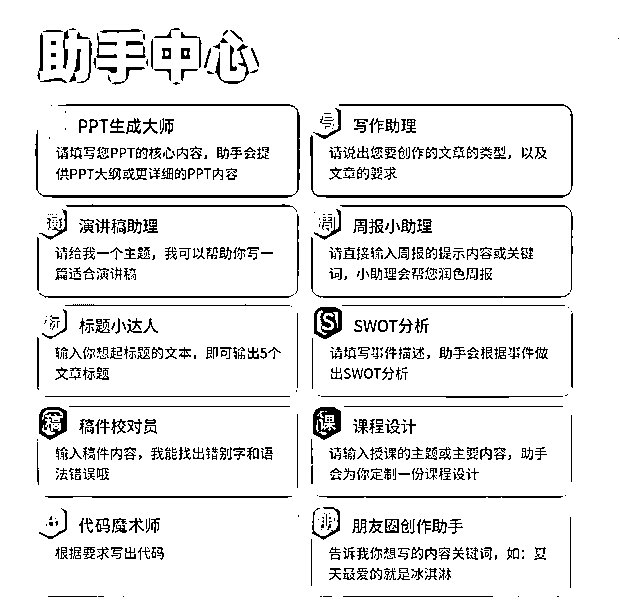 助手中心
PPT生成大师
请填写您PPT的核心内容，助手会提
供PPT大纲或更详细的PPT内容
写作助理
请说出您要创作的文章的类型，以及
文章的要求
演讲稿助理
请给我一个主题，我可以帮助你写一
篇适合演讲稿
周报小助理
请直接输入周报的提示内容或关键
词，小助理会帮您润色周报
标题小达人
输入你想起标题的文本，即可输出5个
文章标题
S
SWOT分析
请填写事件描述，助手会根据事件做
出SWOT分析
稿
稿件校对员
输入稿件内容，我能找出错别字和语
法错误哦
课
课程设计
请输入授课的主题或主要内容，助手
会为你定制一份课程设计
代码魔术师
根据要求写出代码
朋友圈创作助手
告诉我你想写的内容关键词，如：夏
天最爱的就是冰淇淋